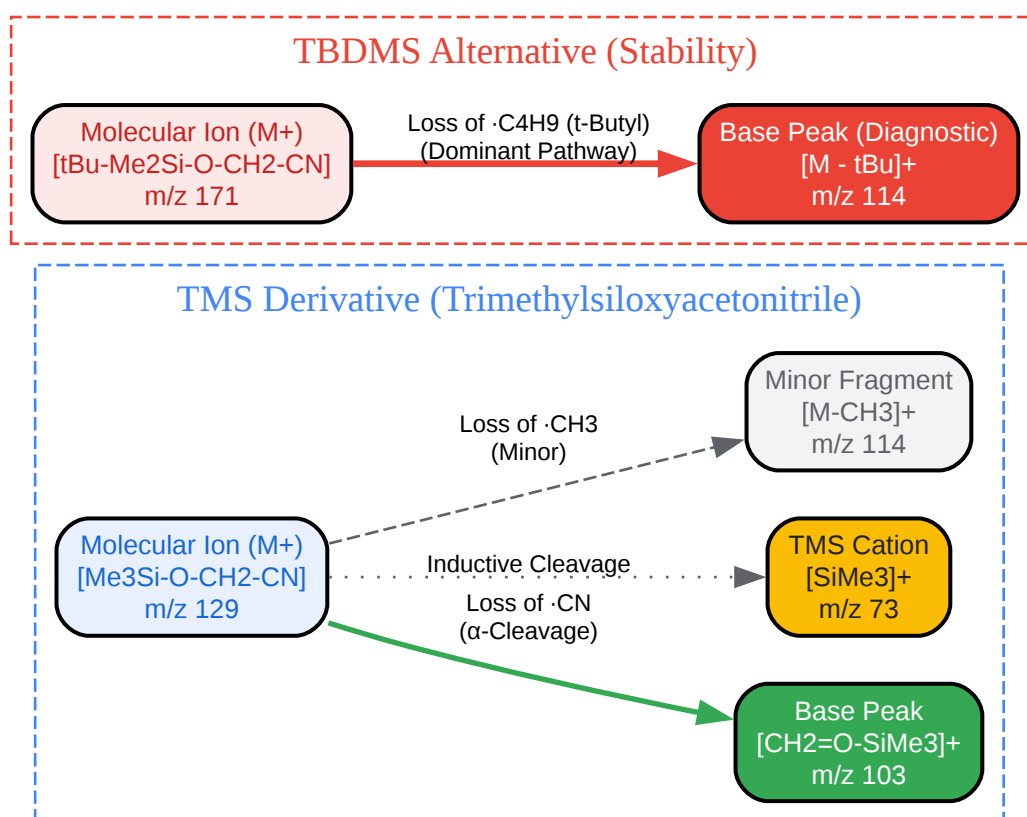 TBDMS Alternative (Stability)
Molecular Ion (M+)
[tBu-Me2Si-O-CH2-CN]
m/z 171
Loss of ·C4H9 (t-Butyl)
(Dominant Pathway)
Base Peak (Diagnostic)
[M - tBu]+
m/z 114
TMS Derivative (Trimethylsiloxyacetonitrile)
Molecular Ion (M+)
[Me3Si-O-CH2-CN]
m/z 129
Loss of ·CH3
(Minor)
Minor Fragment
[M-CH3]+
m/z 114
Inductive Cleavage
TMS Cation
[SiMe3]+
m/z 73
Loss of ·CN
(α-Cleavage)
Base Peak
[CH2=O-SiMe3]+
m/z 103